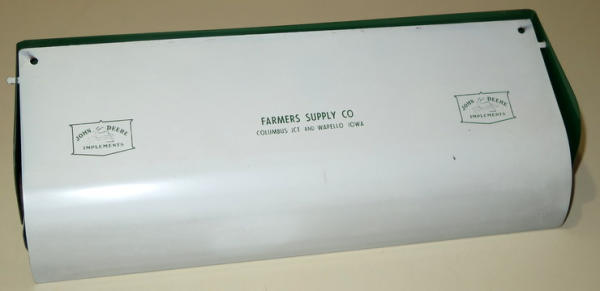 FARMERS SUPPLY CO
COLUMBUS JCT AND WAPELLO IOWA
JOHN DEERE
IMPLEMENTS
JOHN DEERE
IMPLEMENTS